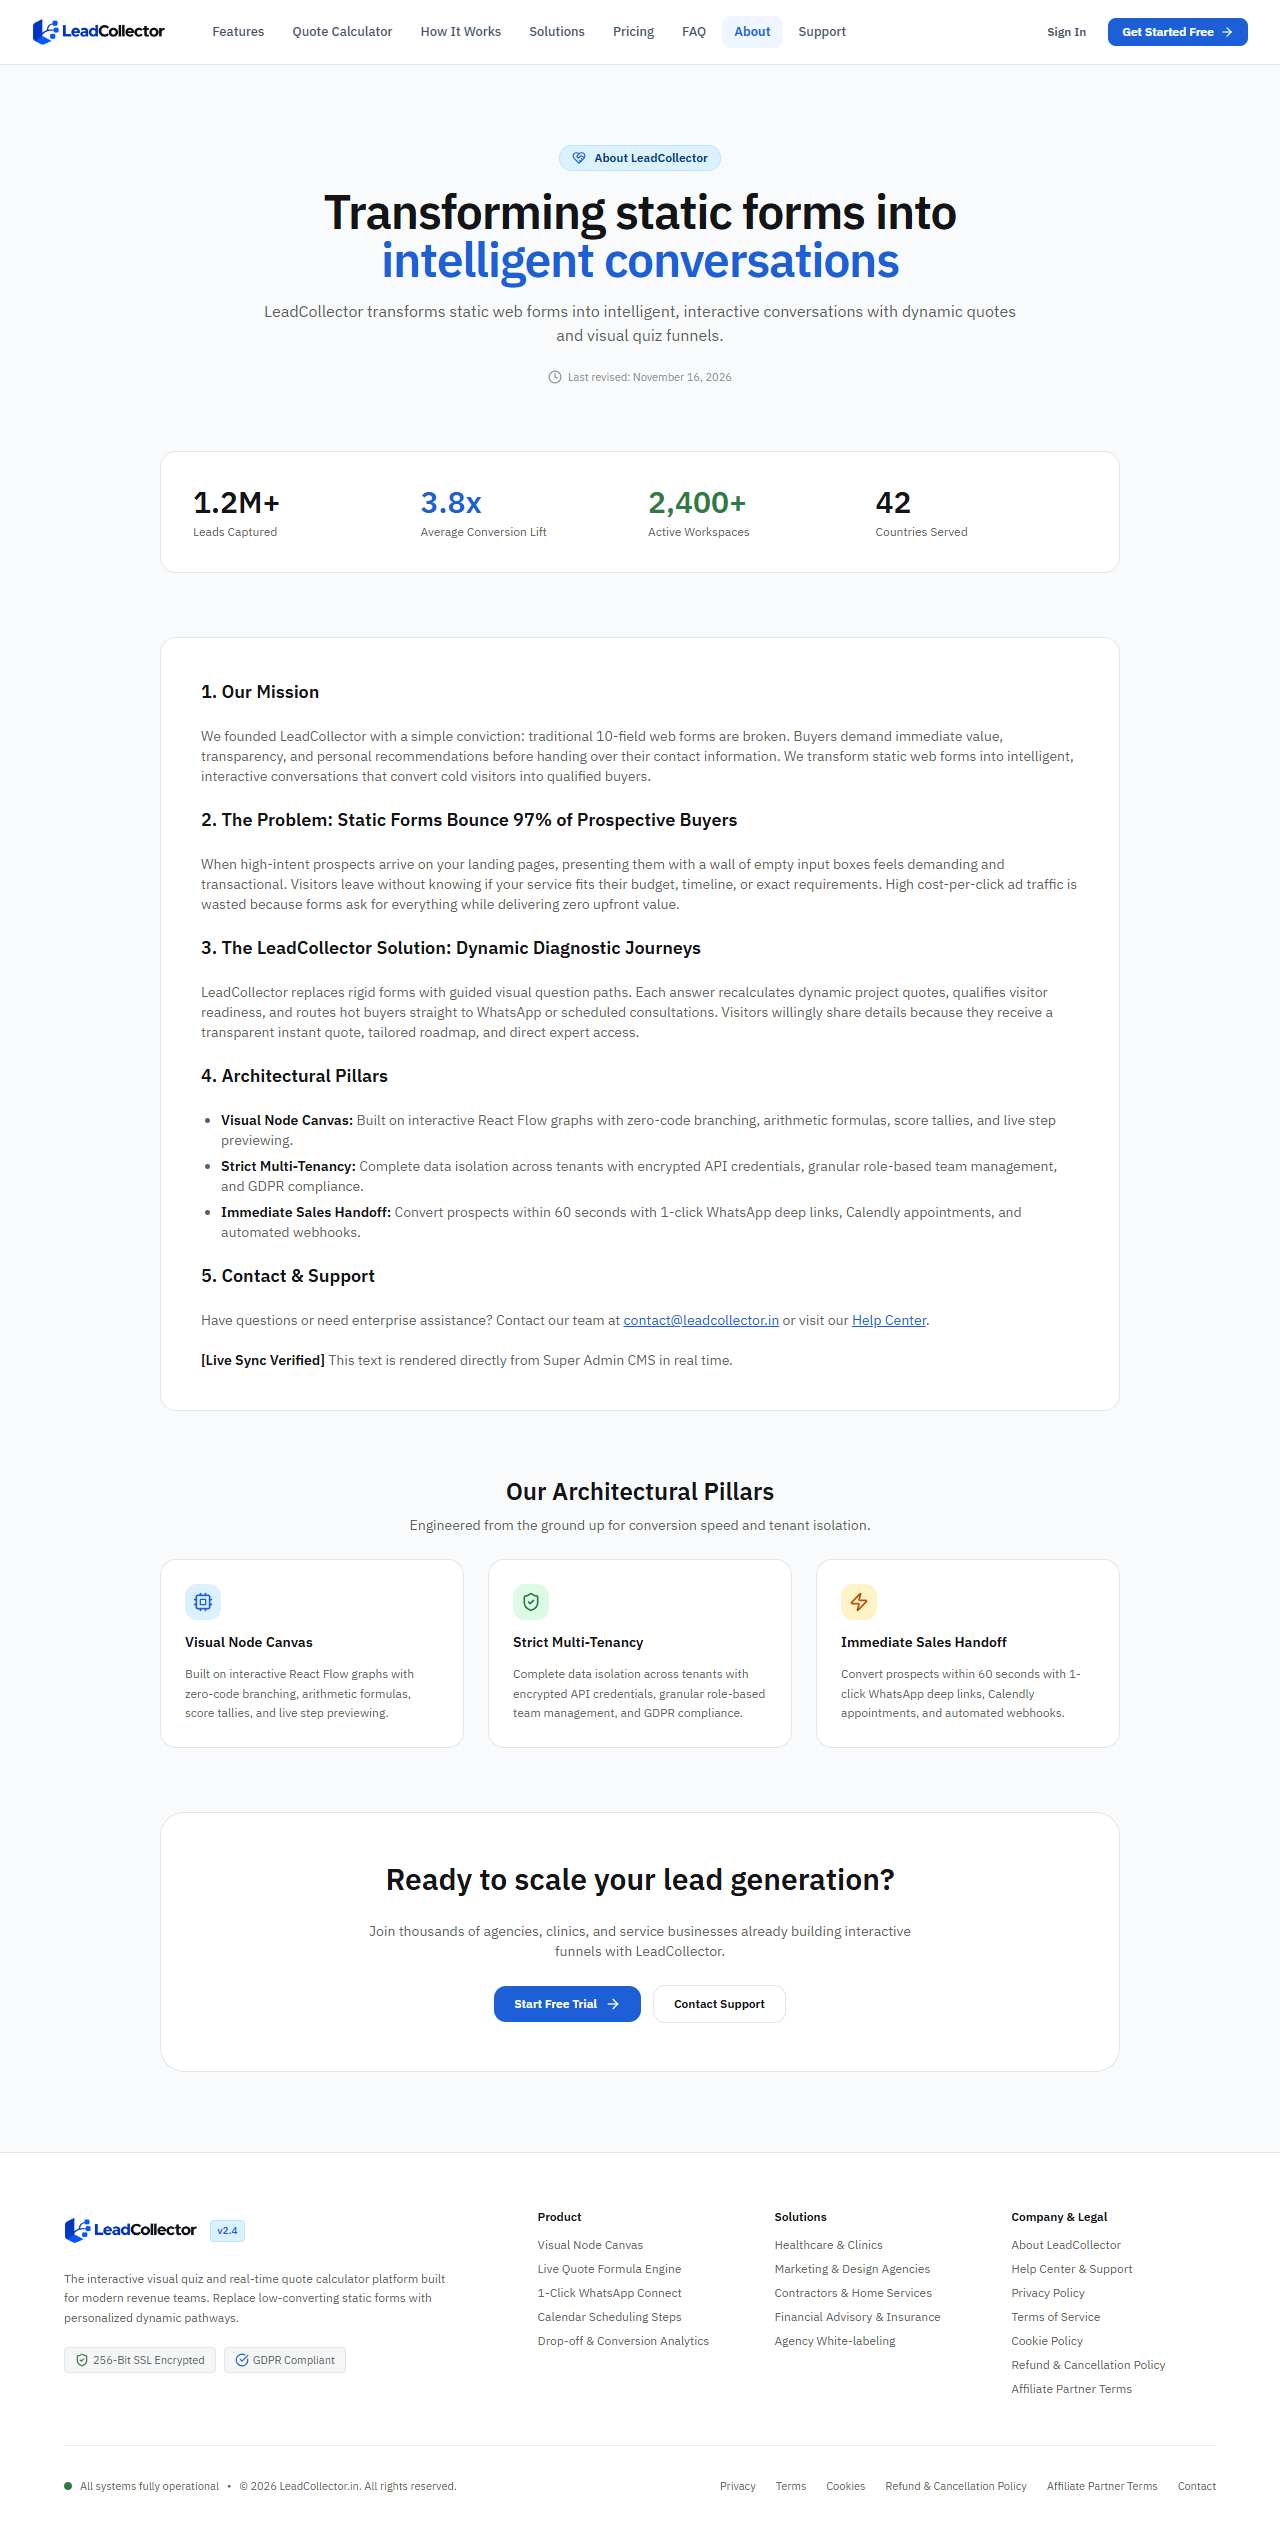 LeadCollector
Features
Quote Calculator
How It Works
Solutions
Pricing
FAQ
About
Support
Sign In
Get Started Free
About LeadCollector
Transforming static forms into
intelligent conversations
LeadCollector transforms static web forms into intelligent, interactive conversations with dynamic quotes
and visual quiz funnels.
Last revised: November 16, 2026
1.2M+
Leads Captured
3.8x
Average Conversion Lift
2,400+
Active Workspaces
42
Countries Served
1. Our Mission
We founded LeadCollector with a simple conviction: traditional 10-field web forms are broken. Buyers demand immediate value,
transparency, and personal recommendations before handing over their contact information. We transform static web forms into intelligent,
interactive conversations that convert cold visitors into qualified buyers.
2. The Problem: Static Forms Bounce 97% of Prospective Buyers
When high-intent prospects arrive on your landing pages, presenting them with a wall of empty input boxes feels demanding and
transactional. Visitors leave without knowing if your service fits their budget, timeline, or exact requirements. High cost-per-click ad traffic is
wasted because forms ask for everything while delivering zero upfront value.
3. The LeadCollector Solution: Dynamic Diagnostic Journeys
LeadCollector replaces rigid forms with guided visual question paths. Each answer recalculates dynamic project quotes, qualifies visitor
readiness, and routes hot buyers straight to WhatsApp or scheduled consultations. Visitors willingly share details because they receive a
transparent instant quote, tailored roadmap, and direct expert access.
4. Architectural Pillars
• Visual Node Canvas: Built on interactive React Flow graphs with zero-code branching, arithmetic formulas, score tallies, and live step
previewing.
• Strict Multi-Tenancy: Complete data isolation across tenants with encrypted API credentials, granular role-based team management,
and GDPR compliance.
• Immediate Sales Handoff: Convert prospects within 60 seconds with 1-click WhatsApp deep links, Calendly appointments, and
automated webhooks.
5. Contact & Support
Have questions or need enterprise assistance? Contact our team at contact@leadcollector.in or visit our Help Center.
[Live Sync Verified] This text is rendered directly from Super Admin CMS in real time.
Our Architectural Pillars
Engineered from the ground up for conversion speed and tenant isolation.
Visual Node Canvas
Built on interactive React Flow graphs with
zero-code branching, arithmetic formulas,
score tallies, and live step previewing.
Strict Multi-Tenancy
Complete data isolation across tenants with
encrypted API credentials, granular role-based
team management, and GDPR compliance.
Immediate Sales Handoff
Convert prospects within 60 seconds with 1-
click WhatsApp deep links, Calendly
appointments, and automated webhooks.
Ready to scale your lead generation?
Join thousands of agencies, clinics, and service businesses already building interactive
funnels with LeadCollector.
Start Free Trial
Contact Support
LeadCollector
v2.4
The interactive visual quiz and real-time quote calculator platform built
for modern revenue teams. Replace low-converting static forms with
personalized dynamic pathways.
256-Bit SSL Encrypted
GDPR Compliant
Product
Visual Node Canvas
Live Quote Formula Engine
1-Click WhatsApp Connect
Calendar Scheduling Steps
Drop-off & Conversion Analytics
Solutions
Healthcare & Clinics
Marketing & Design Agencies
Contractors & Home Services
Financial Advisory & Insurance
Agency White-labeling
Company & Legal
About LeadCollector
Help Center & Support
Privacy Policy
Terms of Service
Cookie Policy
Refund & Cancellation Policy
Affiliate Partner Terms
All systems fully operational • © 2026 LeadCollector.in. All rights reserved.
Privacy
Terms
Cookies
Refund & Cancellation Policy
Affiliate Partner Terms
Contact